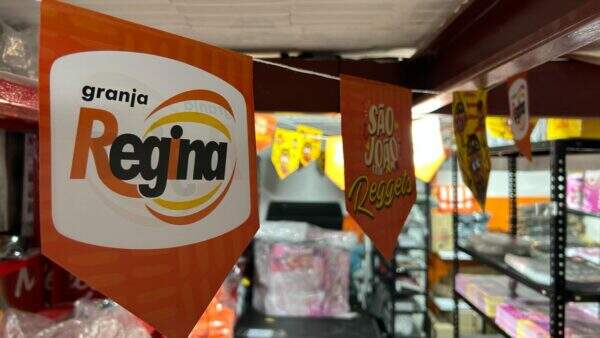 granja
Regina
SÃO
JOÃO
Reggets